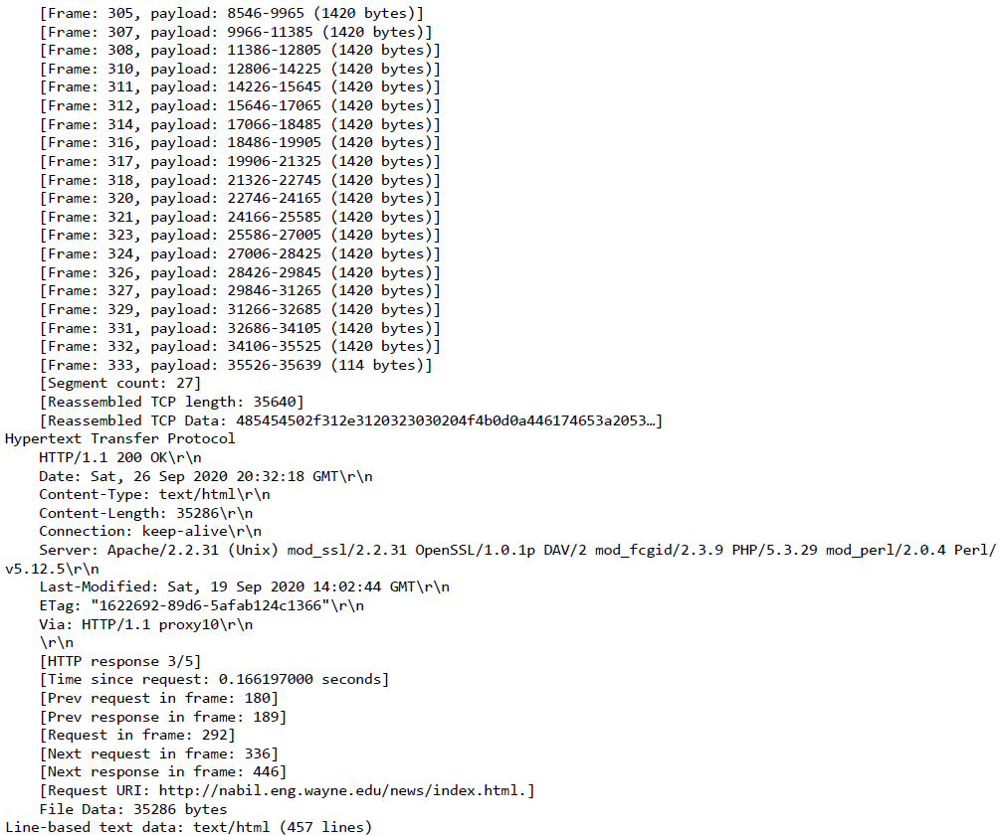 [Frame: 305, payload: 8546-9965 (1420 bytes)]
[Frame: 307, payload: 9966-11385 (1420 bytes)]
[Frame: 308, payload: 11386-12805 (1420 bytes)]
[Frame: 310, payload: 12806-14225 (1420 bytes)]
[Frame: 311, payload: 14226-15645 (1420 bytes)]
[Frame: 312, payload: 15646-17065 (1420 bytes)]
[Frame: 314, payload: 17066-18485 (1420 bytes)]
[Frame: 316, payload: 18486-19905 (1420 bytes)]
[Frame: 317, payload: 19906-21325 (1420 bytes)]
[Frame: 318, payload: 21326-22745 (1420 bytes)]
[Frame: 320, payload: 22746-24165 (1420 bytes)]
[Frame: 321, payload: 24166-25585 (1420 bytes)]
[Frame: 323, payload: 25586-27005 (1420 bytes)]
[Frame: 324, payload: 27006-28425 (1420 bytes)]
[Frame: 326, payload: 28426-29845 (1420 bytes)]
[Frame: 327, payload: 29846-31265 (1420 bytes)]
[Frame: 329, payload: 31266-32685 (1420 bytes)]
[Frame: 331, payload: 32686-34105 (1420 bytes)]
[Frame: 332, payload: 34106-35525 (1420 bytes)]
[Frame: 333, payload: 35526-35639 (114 bytes)]
[Segment count: 27]
[Reassembled TCP length: 35640]
[Reassembled TCP Data: 485454502f312e3120323030204f4b0d0a446174653a2053…]
Hypertext Transfer Protocol
HTTP/1.1 200 OK\r\n
Date: Sat, 26 Sep 2020 20:32:18 GMT\r\n
Content-Type: text/html\r\n
Content-Length: 35286\r\n
Connection: keep-alive\r\n
Server: Apache/2.2.31 (Unix) mod_ssl/2.2.31 OpenSSL/1.0.1p DAV/2 mod_fcgid/2.3.9 PHP/5.3.29 mod_perl/2.0.4 Perl/
v5.12.5\r\n
Last-Modified: Sat, 19 Sep 2020 14:02:44 GMT\r\n
ETag: "1622692-89d6-5afab124c1366"\r\n
Via: HTTP/1.1 proxy10\r\n
\r\n
[HTTP response 3/5]
[Time since request: 0.166197000 seconds]
[Prev request in frame: 180]
[Prev response in frame: 189]
[Request in frame: 292]
[Next request in frame: 336]
[Next response in frame: 446]
[Request URI: http://nabil.eng.wayne.edu/news/index.html.]
File Data: 35286 bytes
Line-based text data: text/html (457 lines)